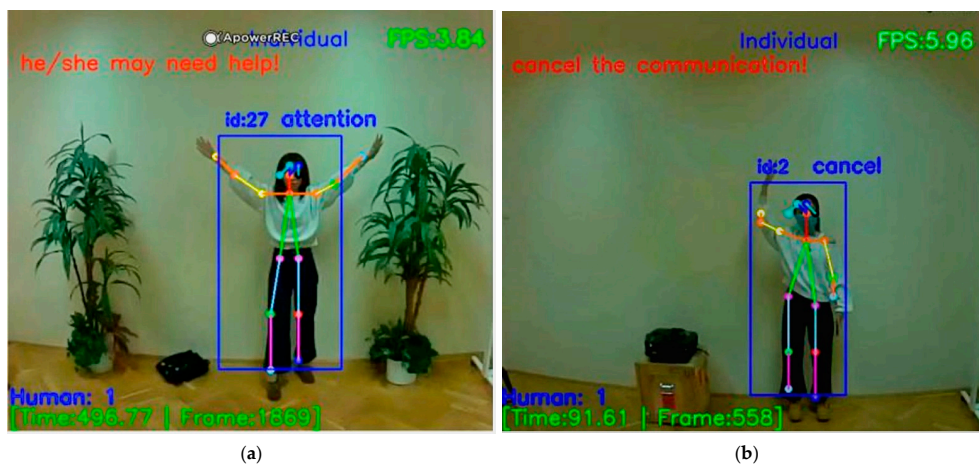 ApowerREC
Individual
FPS:3.84
he/she may need help!
id:27 attention
Human: 1
[Time:496.77 | Frame:1869]
(a)
Individual
FPS:5.96
cancel the communication!
id:2 cancel
Human: 1
[Time:91.61 | Frame:558]
(b)